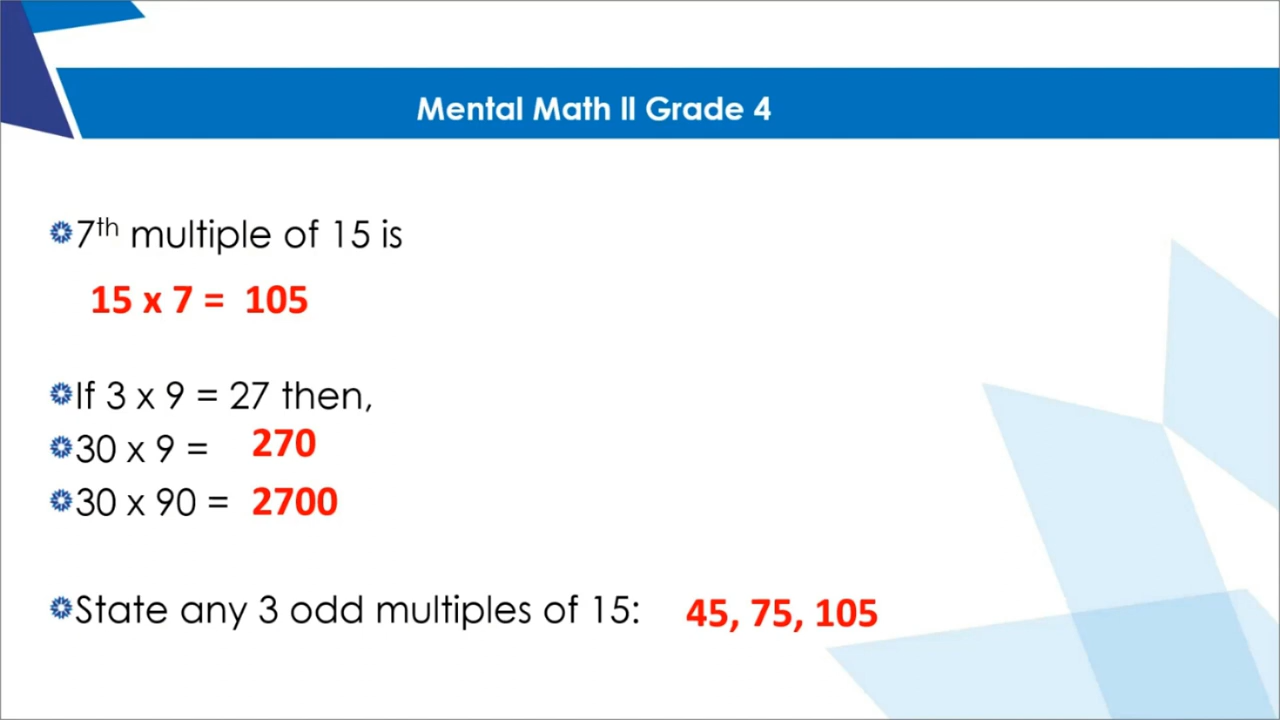 Mental Math II Grade 4
7th multiple of 15 is
15 x 7 = 105
If 3 x 9 = 27 then,
30 x 9 = 270
30 x 90 = 2700
State any 3 odd multiples of 15: 45, 75, 105